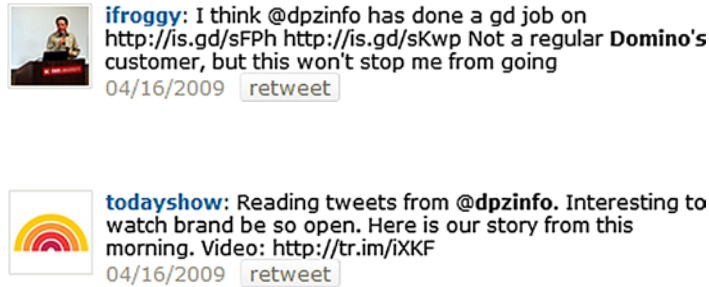 ifroggy: I think @dpzinfo has done a gd job on
http://is.gd/sFPh http://is.gd/sKwp Not a regular Domino's
customer, but this won't stop me from going
04/16/2009 retweet
todayshow: Reading tweets from @dpzinfo. Interesting to
watch brand be so open. Here is our story from this
morning. Video: http://tr.im/iXKF
04/16/2009 retweet